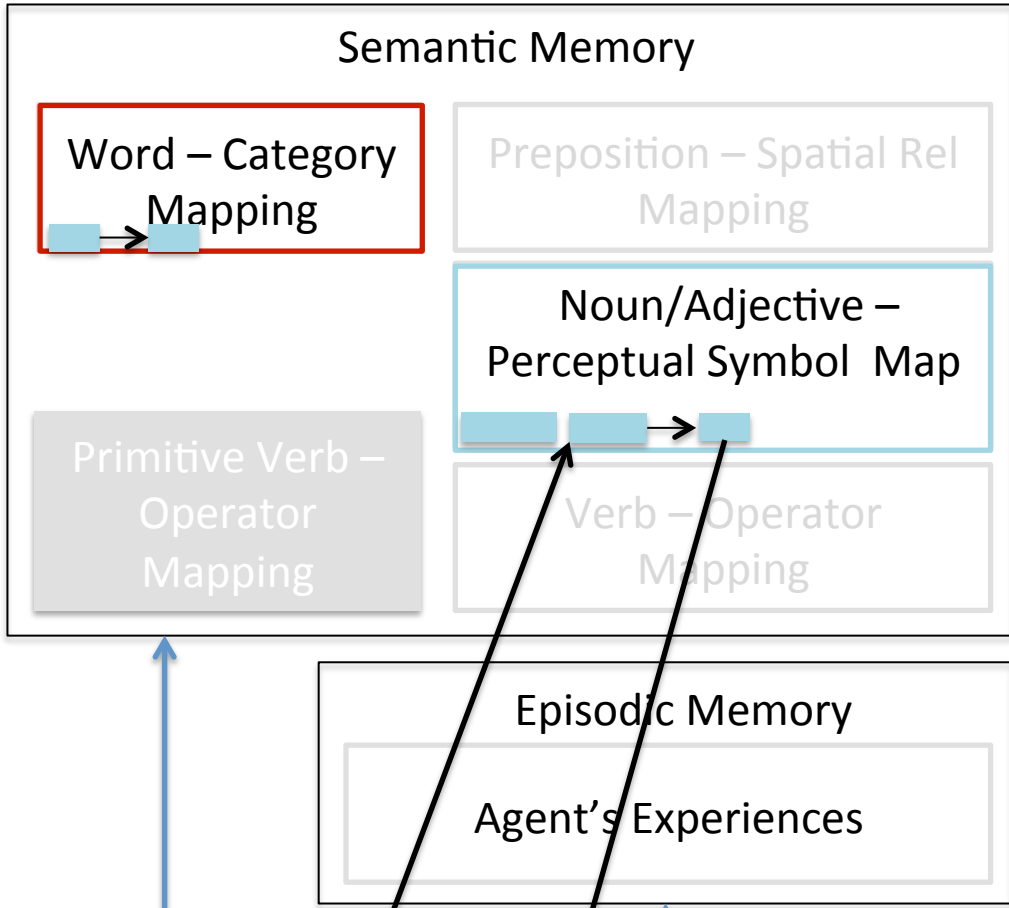 Semantic Memory
Word – Category
Mapping
Preposition – Spatial Rel
Mapping
Noun/Adjective –
Perceptual Symbol Map
Primitive Verb –
Operator
Mapping
Verb – Operator
Mapping
Episodic Memory
Agent's Experiences